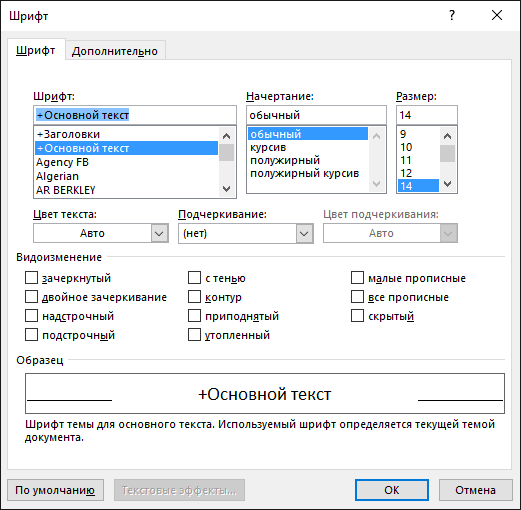 Шрифт
? ×
Шрифт Дополнительно
Шрифт: Начертание: Размер:
+Основной текст обычный 14
+Заголовки обычный 9
+Основной текст курсив 10
Agency FB полужирный 11
Algerian полужирный курсив 12
AR BERKLEY 14
Цвет текста: Подчеркивание: Цвет подчеркивания:
Авто (нет) Авто
Видоизменение
зачеркнутый с тенью малые прописные
двойное зачеркивание контур все прописные
надстрочный приподнятый скрытый
подстрочный утопленный
Образец
+Основной текст
Шрифт темы для основного текста. Используемый шрифт определяется текущей темой
документа.
По умолчанию Текстовые эффекты... ОК Отмена